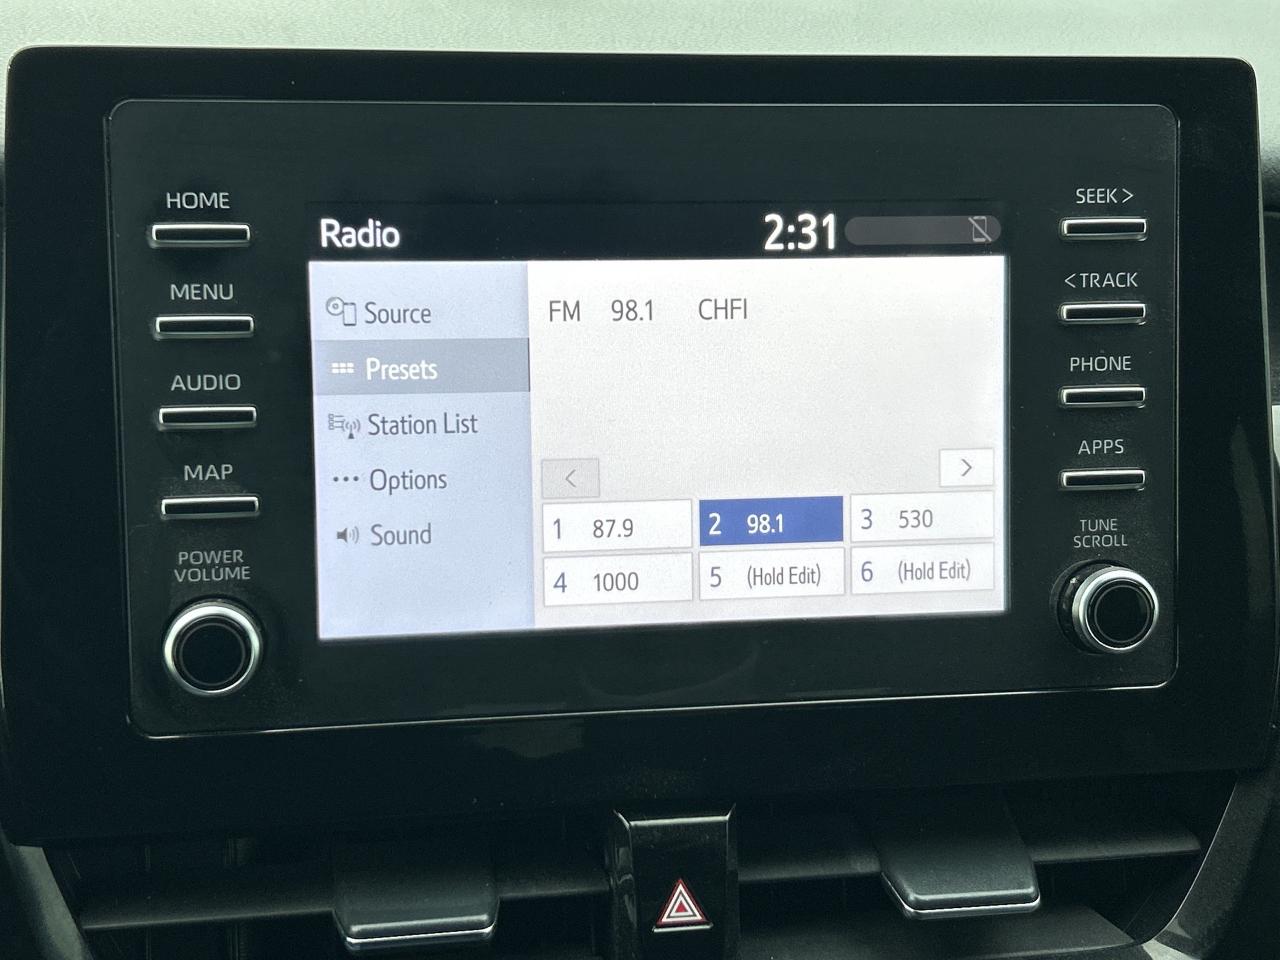 HOME
MENU
AUDIO
MAP
POWER
VOLUME
Radio 2:31
Source
Presets
Station List
Options
Sound
FM 98.1 CHFI
< >
1 87.9
2 98.1
3 530
4 1000
5 (Hold Edit)
6 (Hold Edit)
SEEK >
< TRACK
PHONE
APPS
TUNE
SCROLL